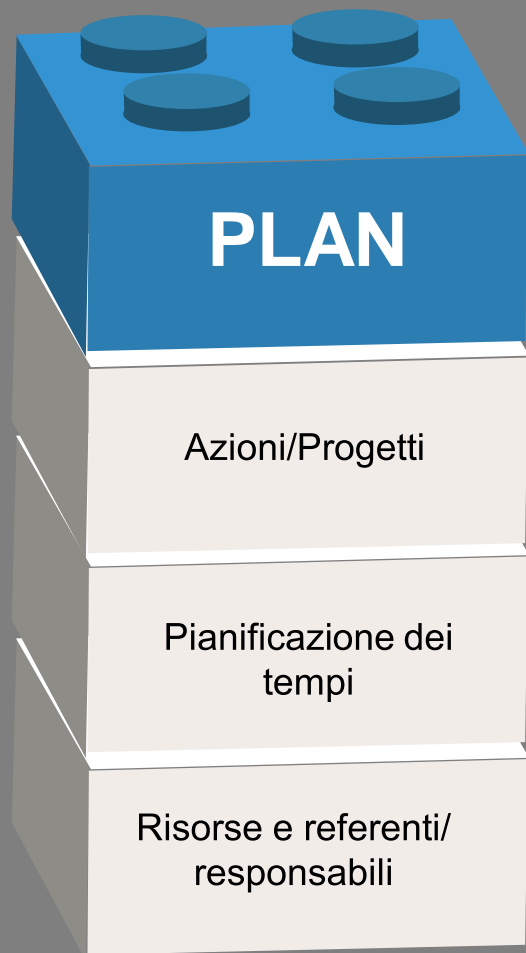 PLAN
Azioni/Progetti
Pianificazione dei
tempi
Risorse e referenti/
responsabili